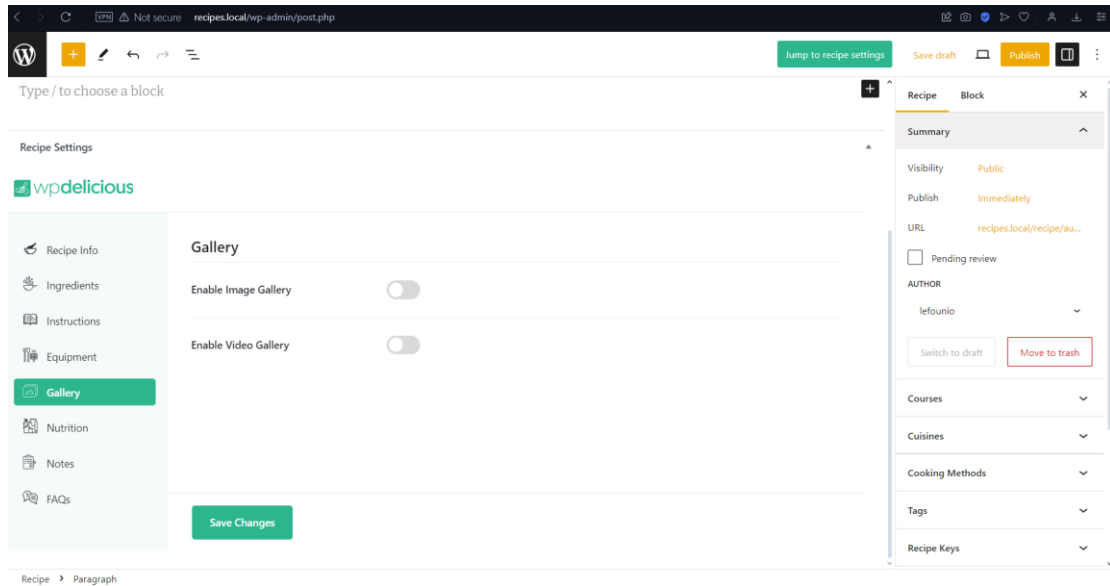 VPN Not secure recipes.local/wp-admin/post.php
Jump to recipe settings Save draft Publish
Type / to choose a block
Recipe Settings
wpdelicious
Recipe Info
Ingredients
Instructions
Equipment
Gallery
Nutrition
Notes
FAQs
Gallery
Enable Image Gallery
Enable Video Gallery
Save Changes
Recipe Block
Summary
Visibility Public
Publish Immediately
URL recipes.local/recipe/au...
Pending review
AUTHOR
lefounio
Switch to draft Move to trash
Courses
Cuisines
Cooking Methods
Tags
Recipe Keys
Recipe > Paragraph